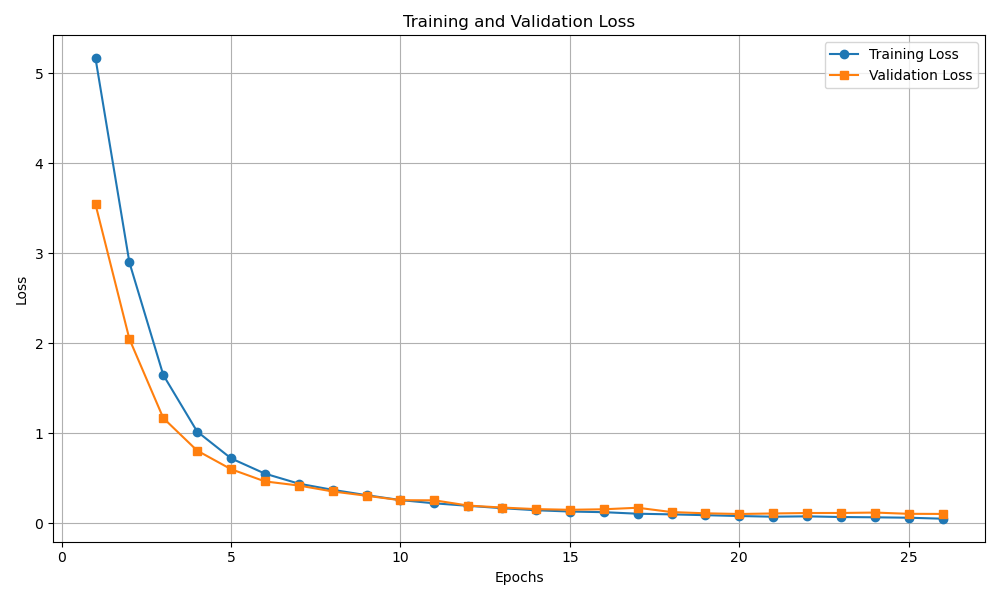 Training and Validation Loss
Training Loss
Validation Loss
5
4
3
2
1
0
Loss
0 5 10 15 20 25
Epochs